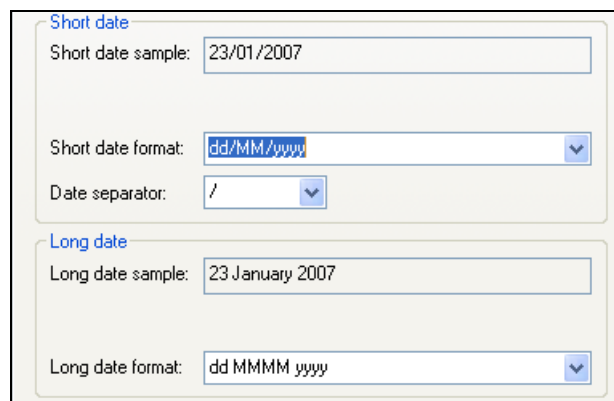 Short date
Short date sample: 23/01/2007
Short date format: dd/MM/yyyy
Date separator: /
Long date
Long date sample: 23 January 2007
Long date format: dd MMMM yyyy